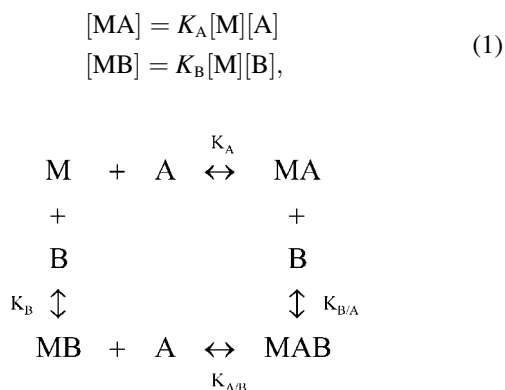 [MA] = K_A[M][A]
[MB] = K_B[M][B],
(1)
K_A
M + A ↔ MA
+ +
B B
K_B ↕ ↕ K_B/A
MB + A ↔ MAB
K_A/B